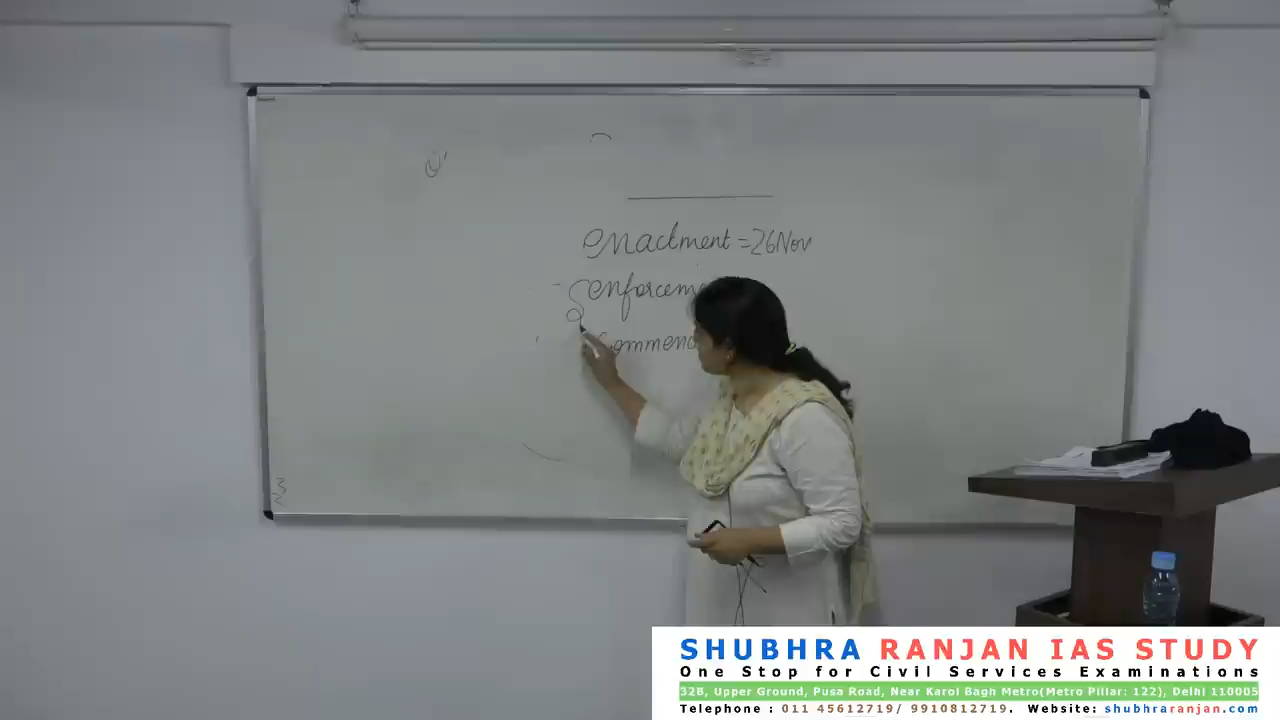 enactment = 26 Nov
SHUBHRA RANJAN IAS STUDY
One Stop for Civil Services Examinations
32B, Upper Ground, Pusa Road, Near Karol Bagh Metro(Metro Pillar: 122), Delhi 110005
Telephone : 011 45612719/ 9910812719. Website: shubhraranjan.com